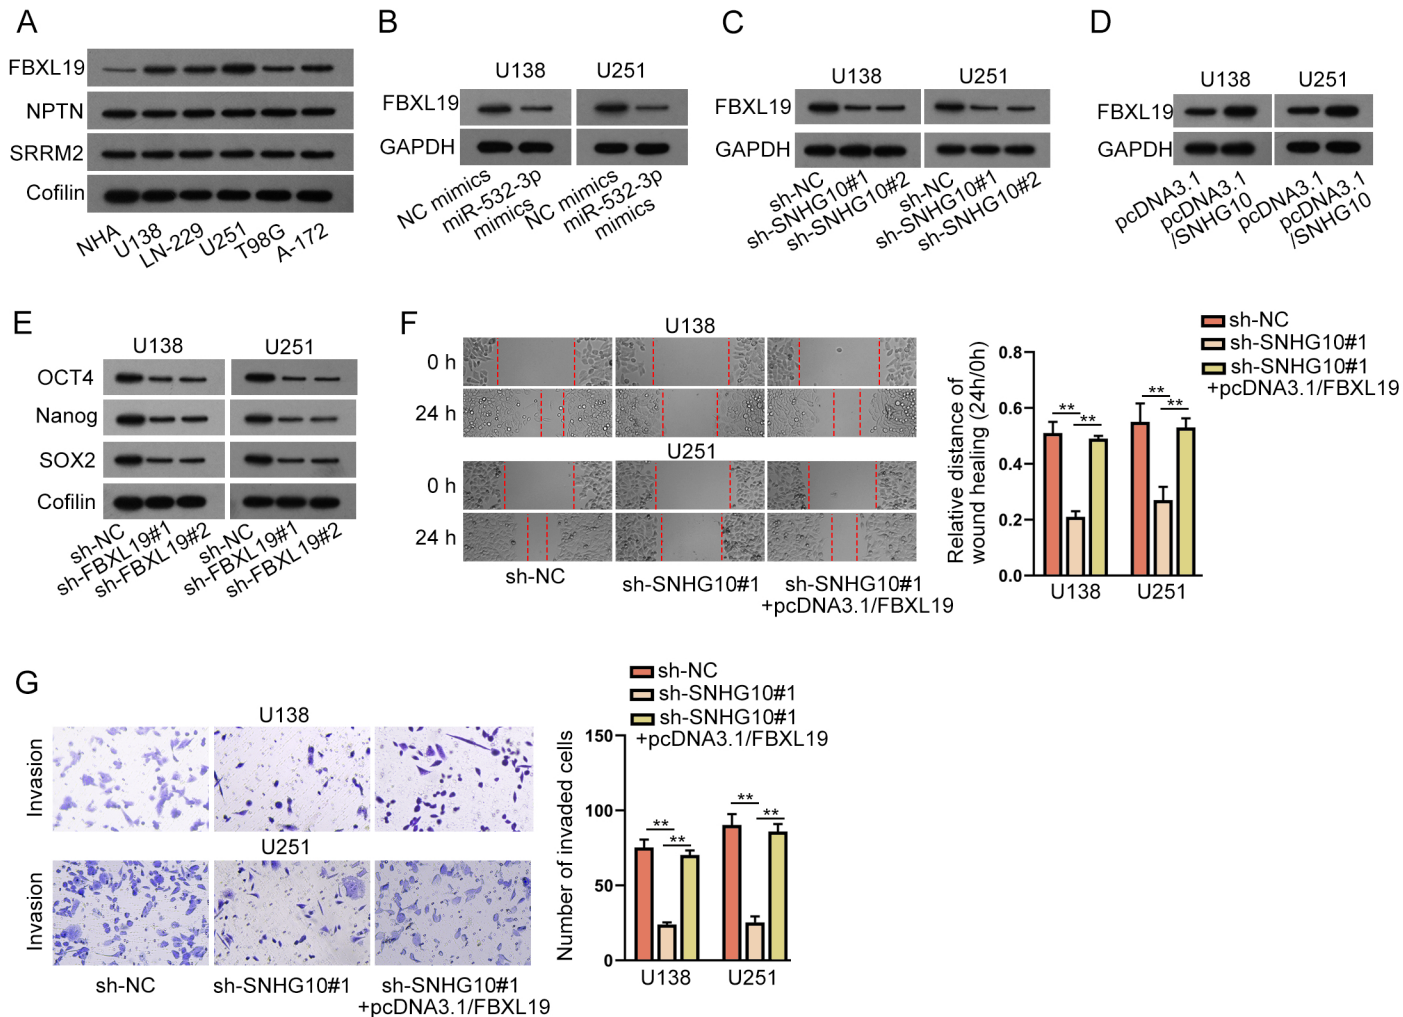 A
FBXL19
NPTN
SRRM2
Cofilin
NHA
U138
LN-229
U251
T98G
A-172
B
U138 U251
FBXL19
GAPDH
NC mimics
miR-532-3p
mimics
NC mimics
miR-532-3p
mimics
C
U138 U251
FBXL19
GAPDH
sh-NC
sh-SNHG10#1
sh-SNHG10#2
sh-NC
sh-SNHG10#1
sh-SNHG10#2
D
U138 U251
FBXL19
GAPDH
pcDNA3.1
pcDNA3.1
/SNHG10
pcDNA3.1
pcDNA3.1
/SNHG10
E
U138 U251
OCT4
Nanog
SOX2
Cofilin
sh-NC
sh-FBXL19#1
sh-FBXL19#2
sh-NC
sh-FBXL19#1
sh-FBXL19#2
F
U138
0 h
24 h
U251
0 h
24 h
sh-NC sh-SNHG10#1 sh-SNHG10#1
+pcDNA3.1/FBXL19
sh-NC
sh-SNHG10#1
sh-SNHG10#1
+pcDNA3.1/FBXL19
Relative distance of
wound healing (24h/0h)
0.8
0.6
0.4
0.2
0.0
** ** ** **
U138 U251
G
U138
Invasion
U251
Invasion
sh-NC sh-SNHG10#1 sh-SNHG10#1
+pcDNA3.1/FBXL19
sh-NC
sh-SNHG10#1
sh-SNHG10#1
+pcDNA3.1/FBXL19
Number of invaded cells
150
100
50
0
** ** ** **
U138 U251